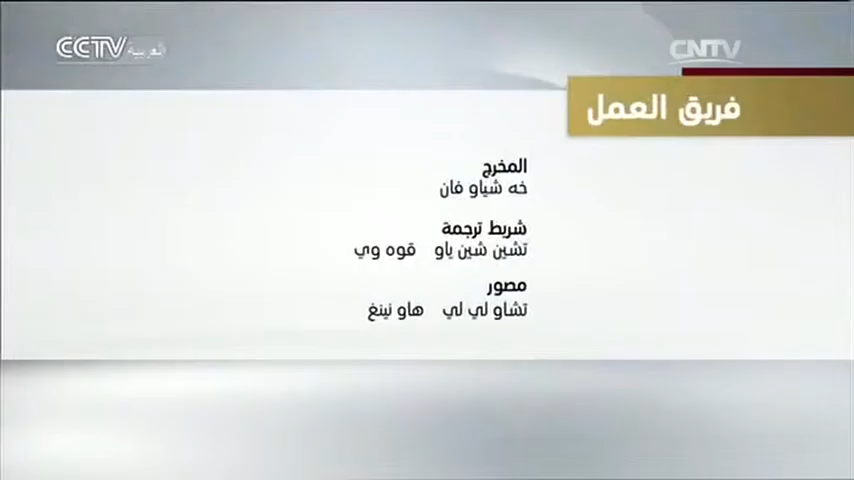 CCTV العربية
CNTV
فريق العمل
المخرج
خه شياو فان
شريط ترجمة
تشين شين ياو قوه وي
مصور
تشاو لي لي هاو نينغ